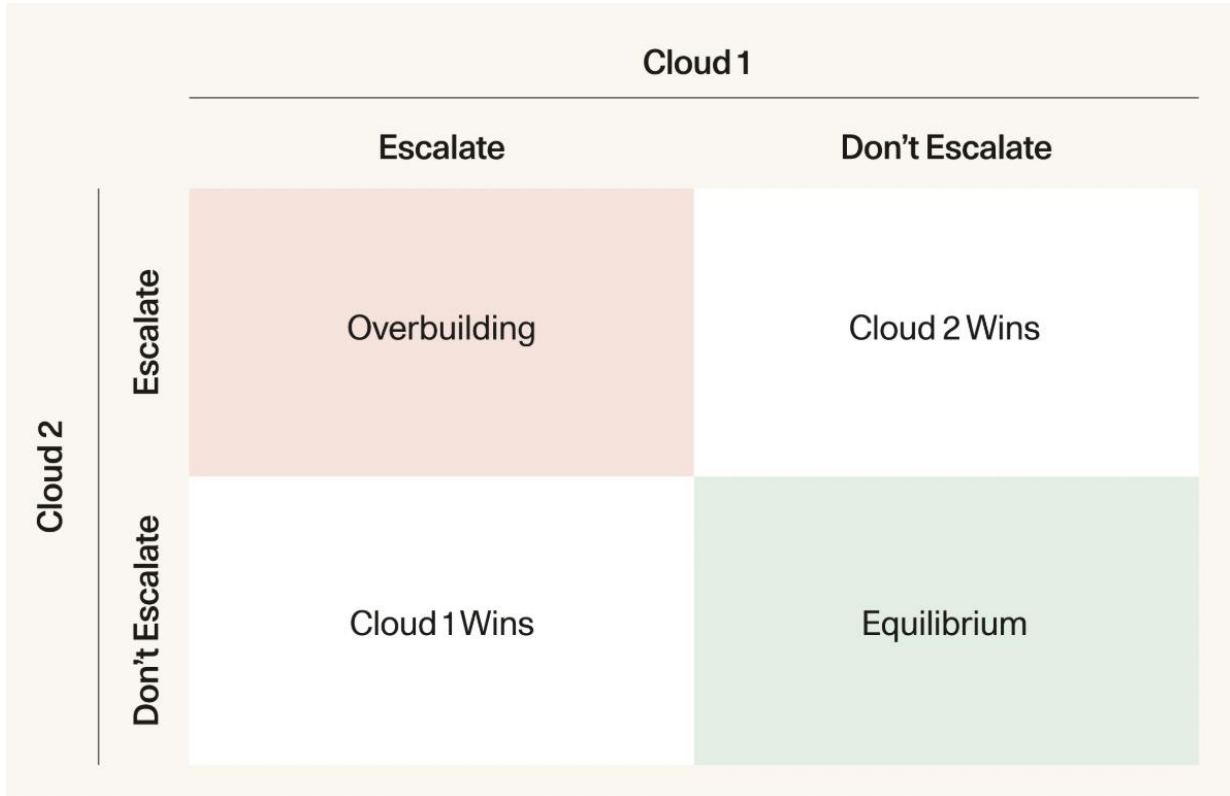 Cloud 1
Escalate
Don't Escalate
Cloud 2
Escalate
Overbuilding
Cloud 2 Wins
Don't Escalate
Cloud 1 Wins
Equilibrium